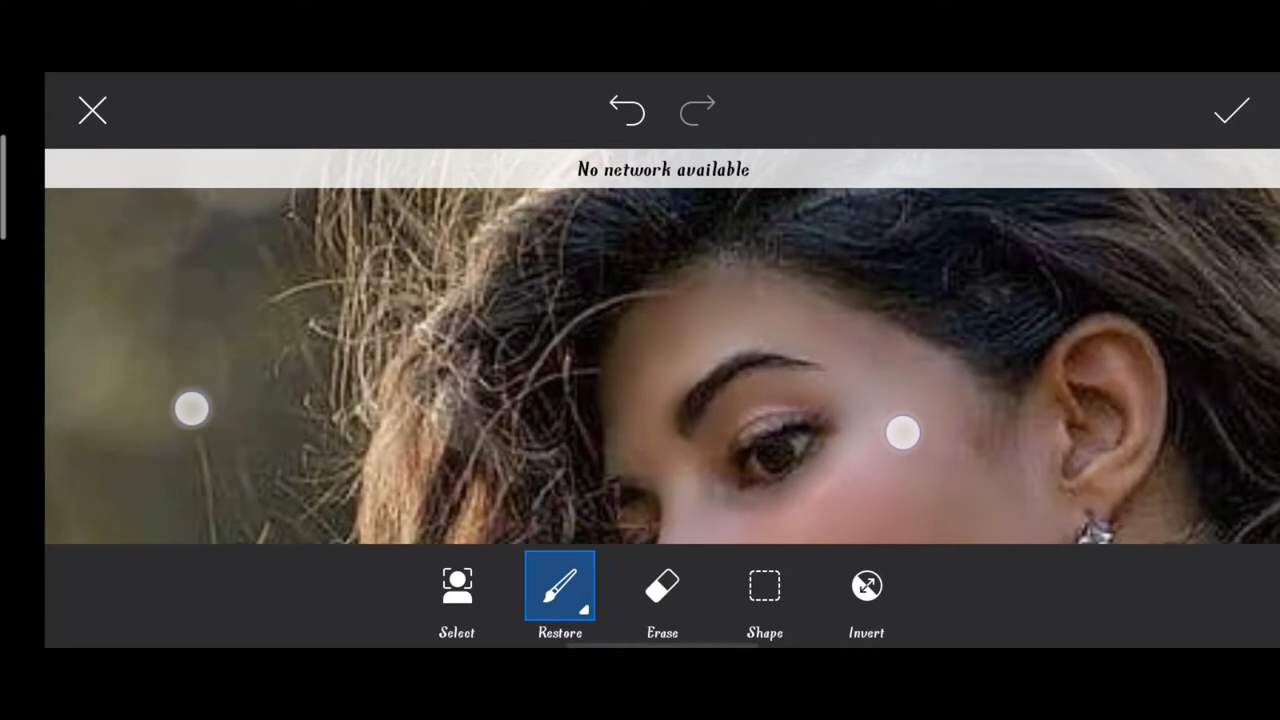 No network available
Select
Restore
Erase
Shape
Invert